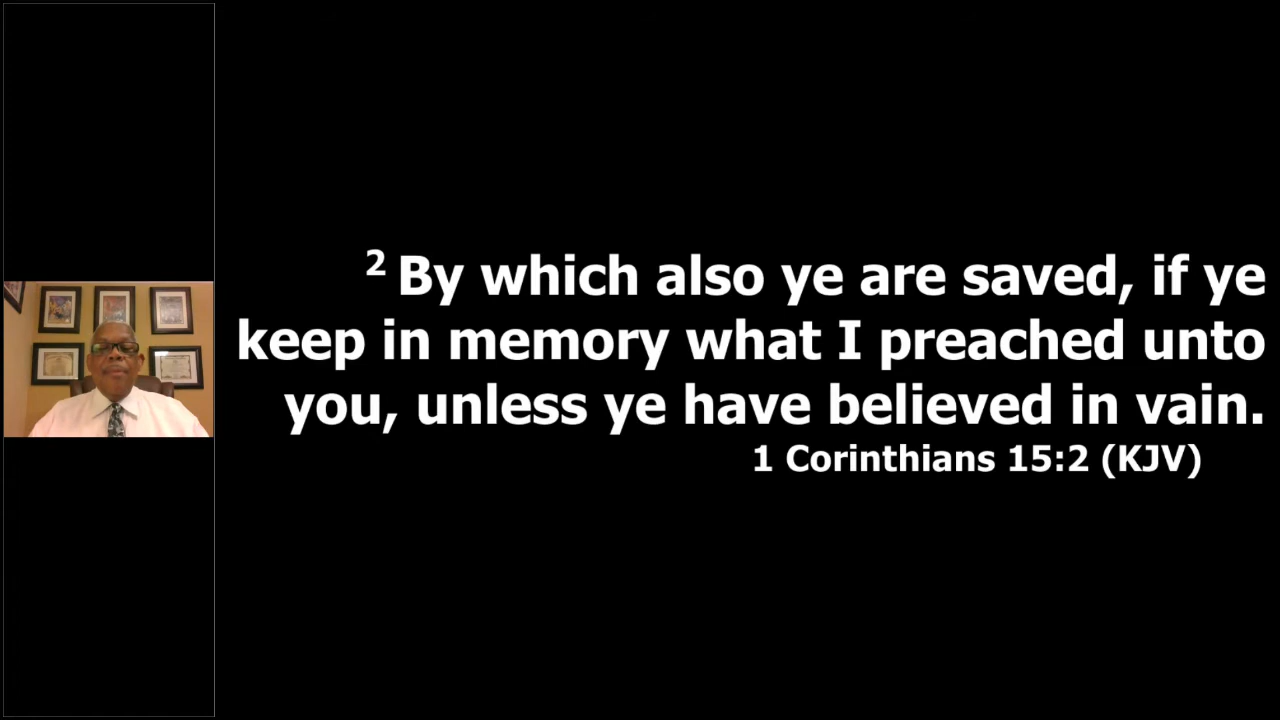 2 By which also ye are saved, if ye
keep in memory what I preached unto
you, unless ye have believed in vain.
1 Corinthians 15:2 (KJV)